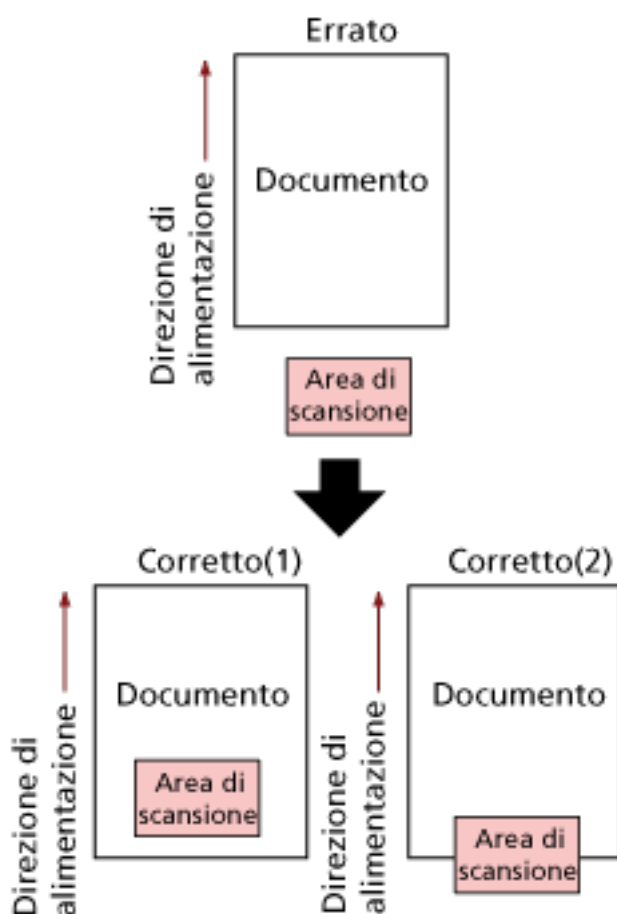 Errato
Documento
Direzione di
alimentazione
Area di
scansione
Corretto(1)
Documento
Direzione di
alimentazione
Area di
scansione
Corretto(2)
Documento
Direzione di
alimentazione
Area di
scansione